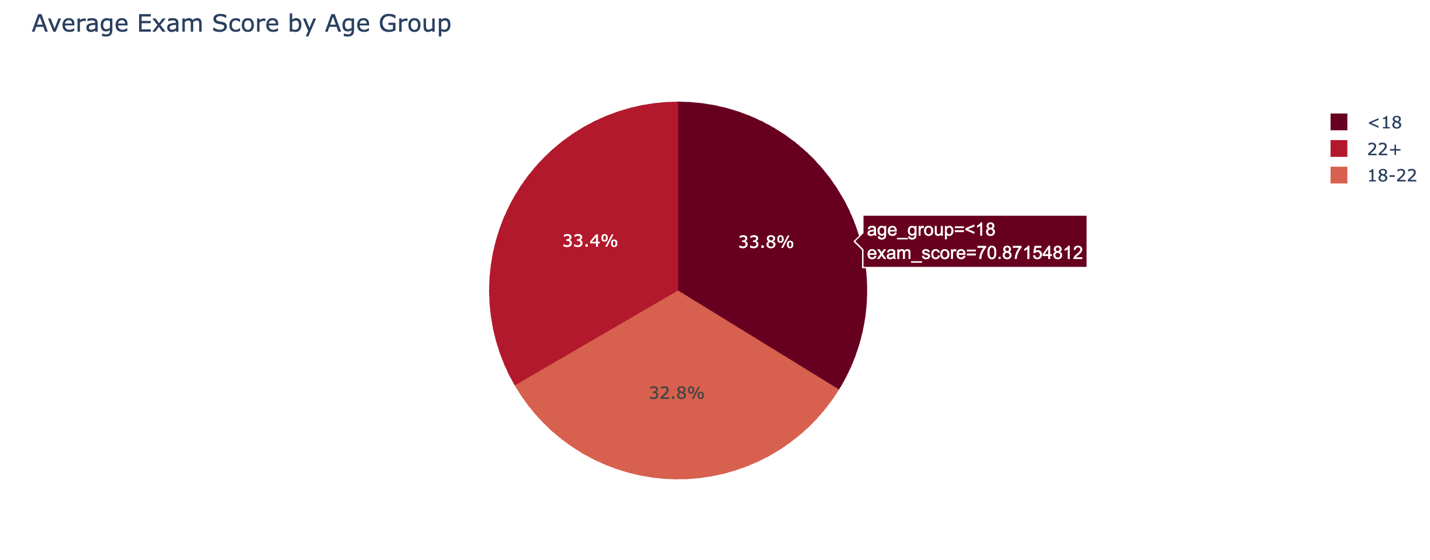 Average Exam Score by Age Group
<18
22+
18-22
33.4%
33.8%
age_group=<18
exam_score=70.87154812
32.8%